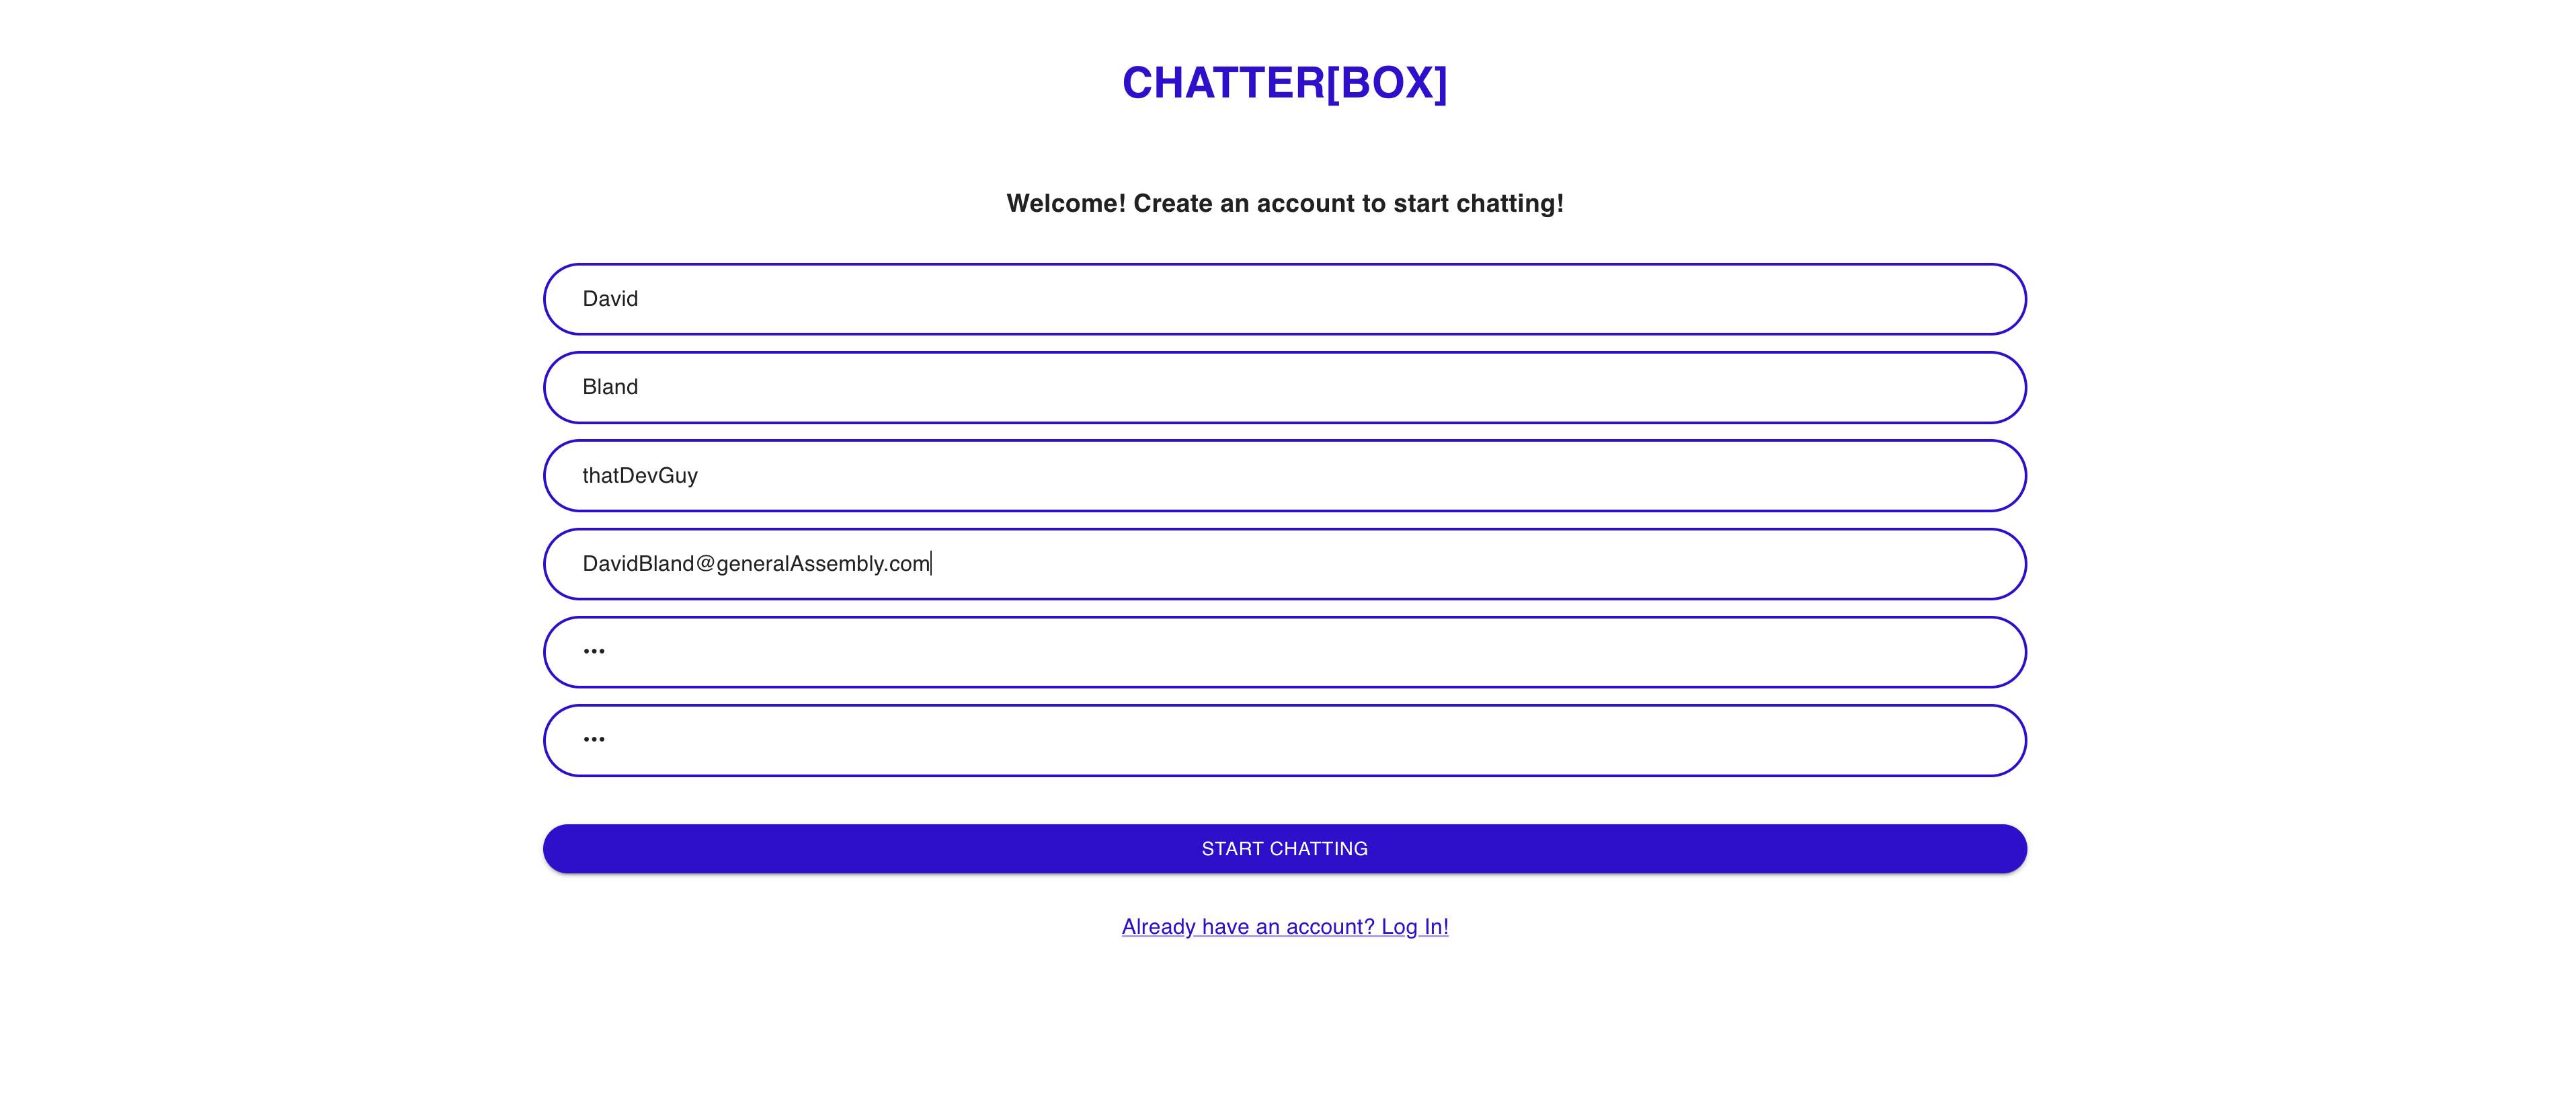 CHATTER[BOX]
Welcome! Create an account to start chatting!
David
Bland
thatDevGuy
DavidBland@generalAssembly.com
•••
•••
START CHATTING
Already have an account? Log In!